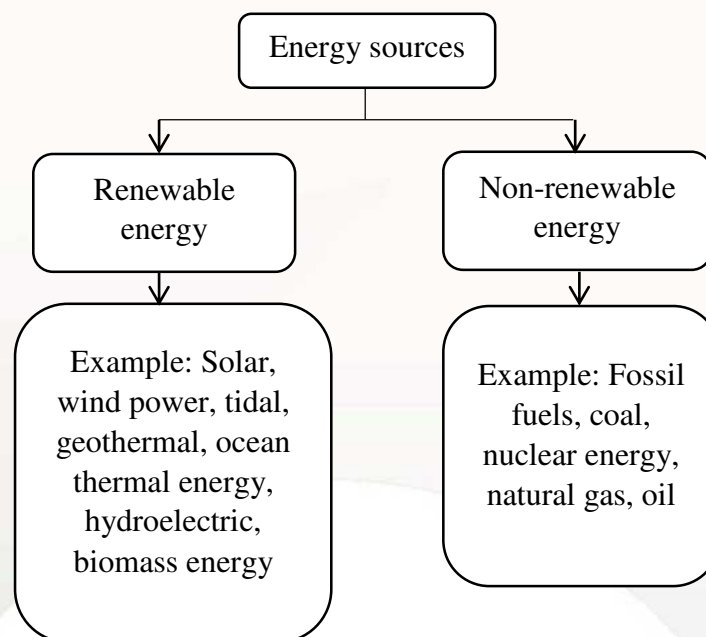 Energy sources
Renewable
energy
Non-renewable
energy
Example: Solar,
wind power, tidal,
geothermal, ocean
thermal energy,
hydroelectric,
biomass energy
Example: Fossil
fuels, coal,
nuclear energy,
natural gas, oil